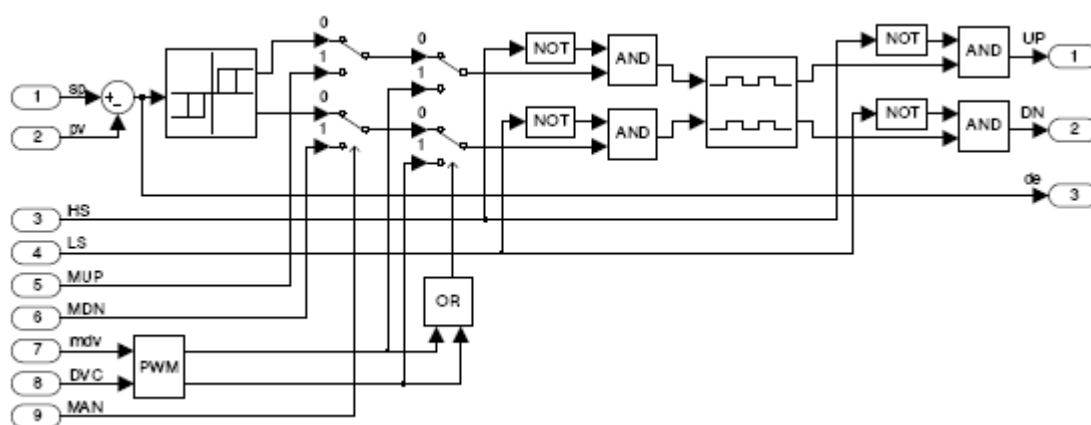 0
0
1
1
0
0
1
1
NOT
AND
NOT
AND
NOT
AND
UP
1
NOT
AND
DN
2
de
3
1 sp
+
-
2 pv
3 HS
4 LS
5 MUP
6 MDN
7 mdv
8 DVC
9 MAN
PWM
OR